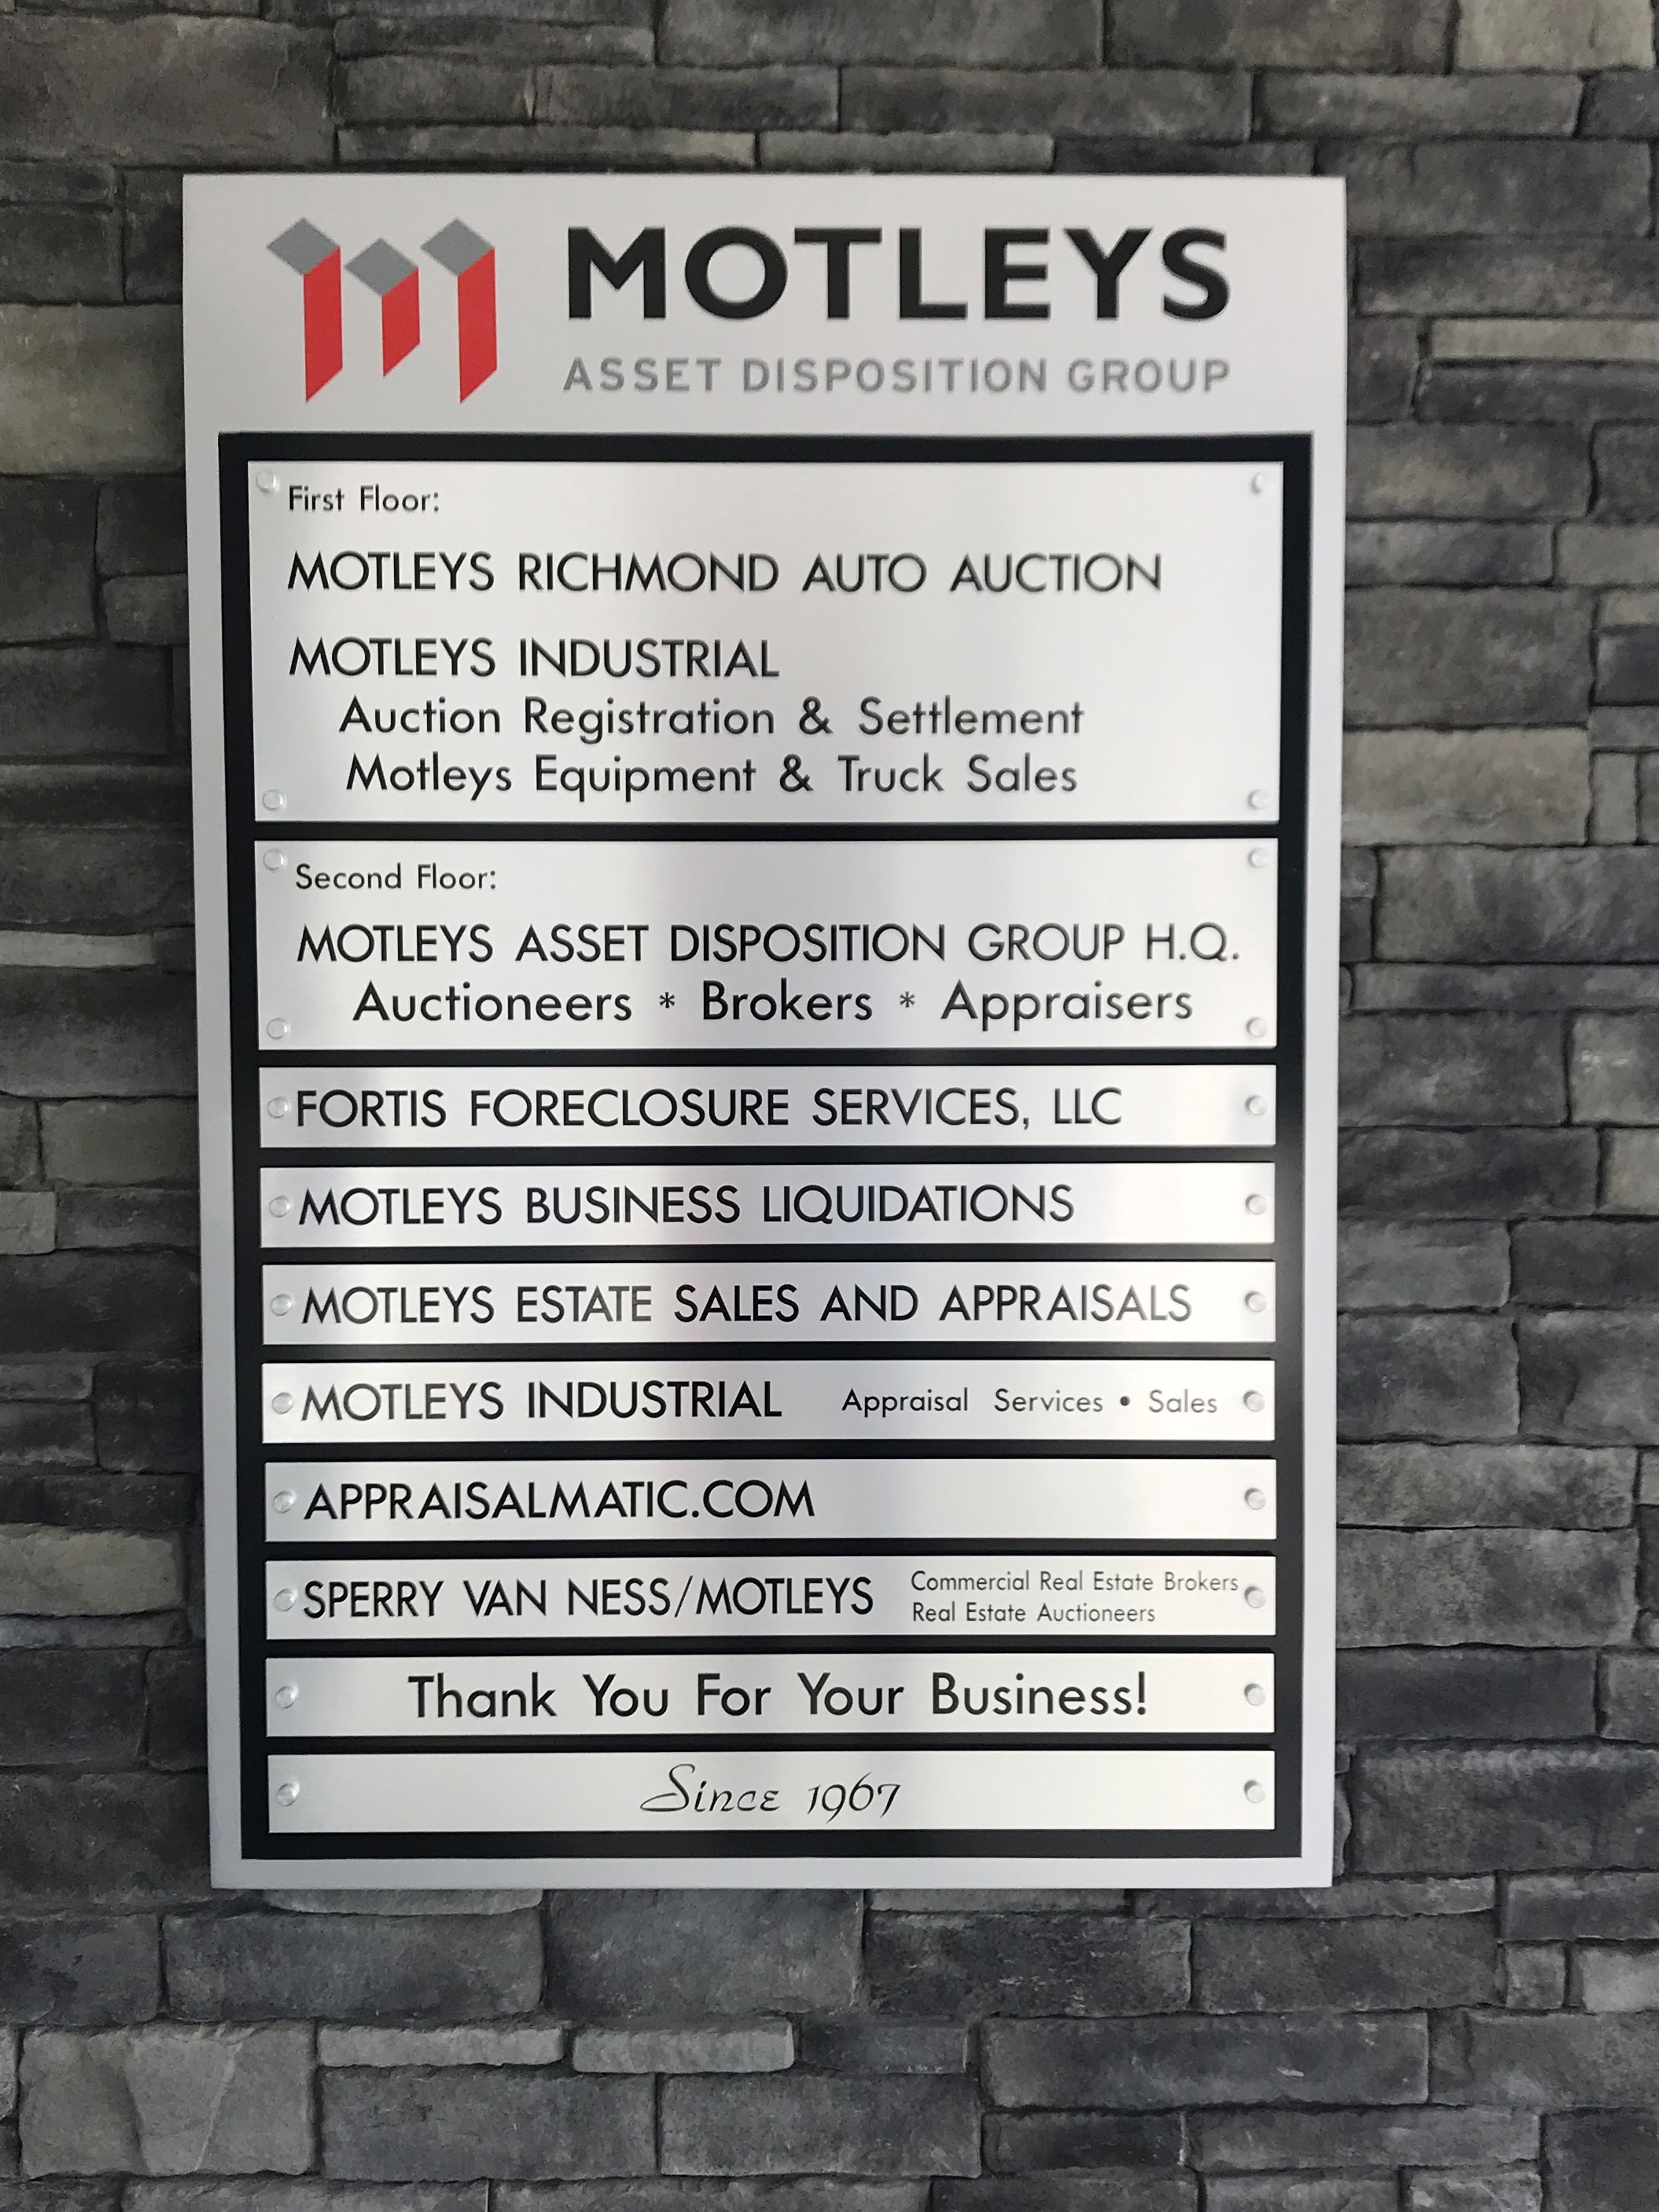 MOTLEYS
ASSET DISPOSITION GROUP
First Floor:
MOTLEYS RICHMOND AUTO AUCTION
MOTLEYS INDUSTRIAL
Auction Registration & Settlement
Motleys Equipment & Truck Sales
Second Floor:
MOTLEYS ASSET DISPOSITION GROUP H.Q.
Auctioneers * Brokers * Appraisers
FORTIS FORECLOSURE SERVICES, LLC
MOTLEYS BUSINESS LIQUIDATIONS
MOTLEYS ESTATE SALES AND APPRAISALS
MOTLEYS INDUSTRIAL Appraisal Services • Sales
APPRAISALMATIC.COM
SPERRY VAN NESS/MOTLEYS
Commercial Real Estate Brokers
Real Estate Auctioneers
Thank You For Your Business!
Since 1967